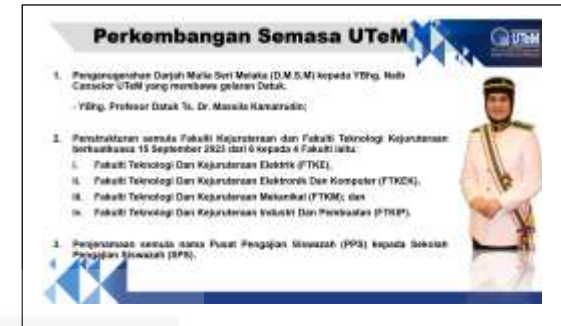 Perkembangan Semasa UTeM
UTeM
1. Penganugerahan Darjah Mulia Seri Melaka (D.M.S.M) kepada YBhg. Naib
Canselor UTeM yang membawa gelaran Datuk.
- YBhg. Profesor Datuk Ts. Dr. Massila Kamalrudin;
2. Penstrukturan semula Fakulti Kejuruteraan dan Fakulti Teknologi Kejuruteraan
berkuatkuasa 15 September 2023 dari 6 kepada 4 Fakulti iaitu:
i. Fakulti Teknologi Dan Kejuruteraan Elektrik (FTKE),
ii. Fakulti Teknologi Dan Kejuruteraan Elektronik Dan Komputer (FTKEK),
iii. Fakulti Teknologi Dan Kejuruteraan Mekanikal (FTKM); dan
iv. Fakulti Teknologi Dan Kejuruteraan Industri Dan Pembuatan (FTKIP).
3. Penjenamaan semula nama Pusat Pengajian Siswazah (PPS) kepada Sekolah
Pengajian Siswazah (SPS).